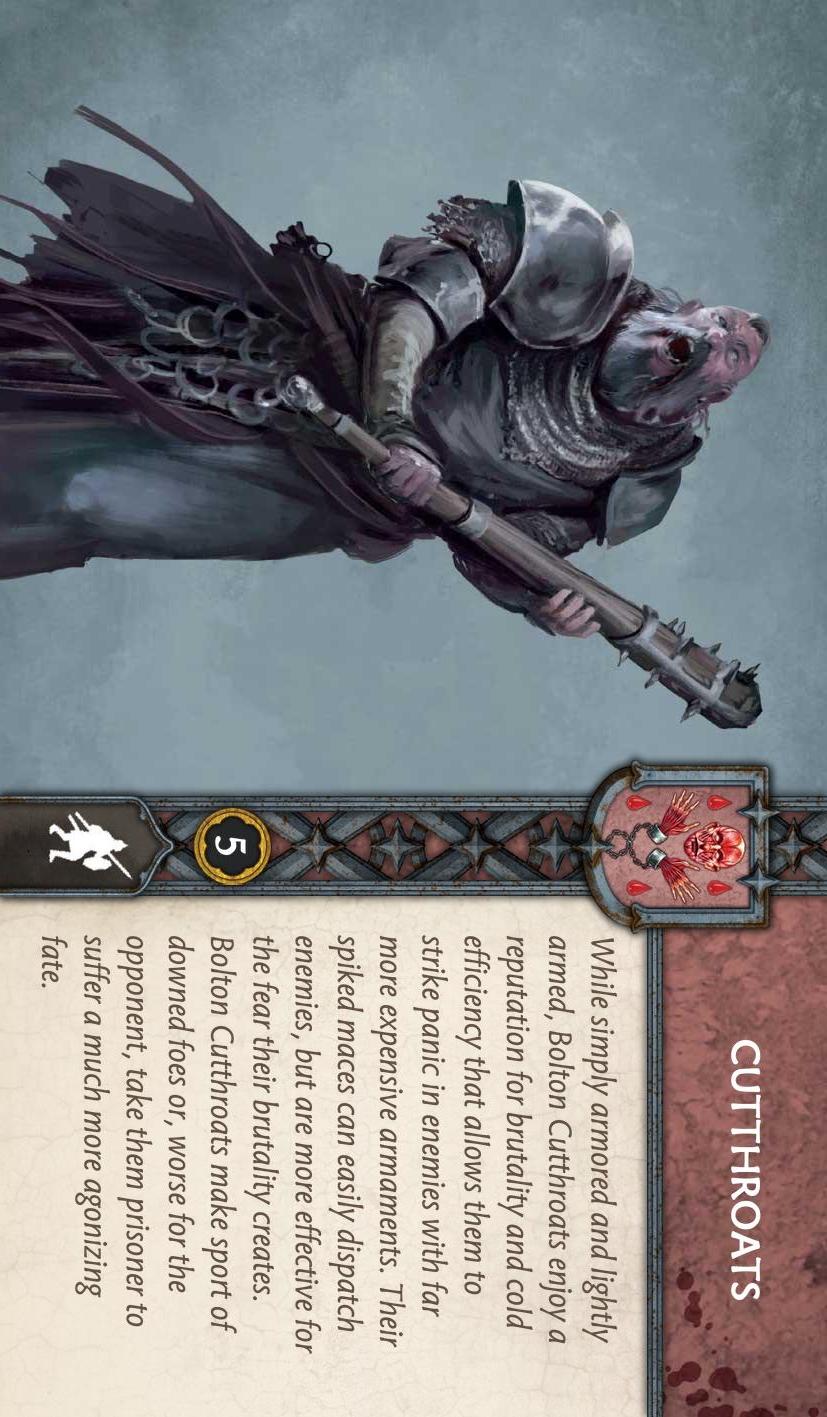 CUTTHROATS
While simply armored and lightly
armed, Bolton Cutthroats enjoy a
reputation for brutality and cold
efficiency that allows them to
strike panic in enemies with far
more expensive armaments. Their
spiked maces can easily dispatch
enemies, but are more effective for
the fear their brutality creates.
Bolton Cutthroats make sport of
downed foes or, worse for the
opponent, take them prisoner to
suffer a much more agonizing
fate.
5